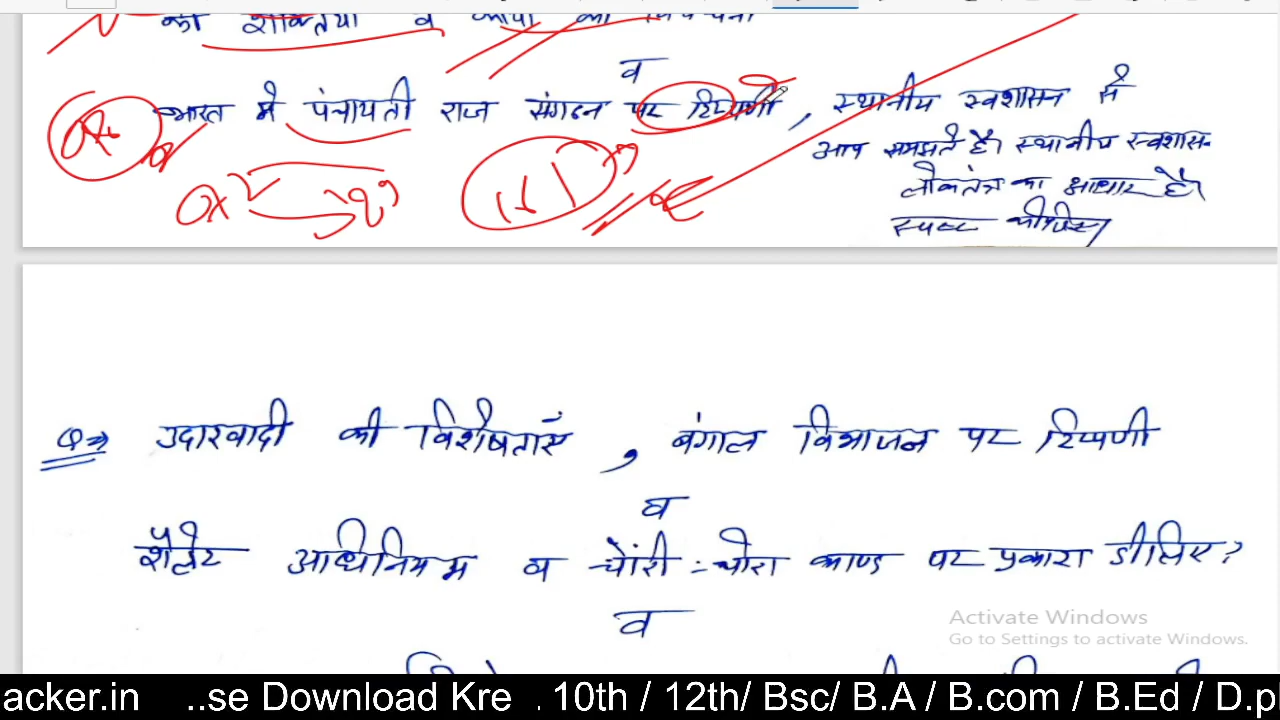 की शक्तियों व कार्यों की विवेचना
व
भारत में पंचायती राज संगठन पर टिप्पणी, स्थानीय स्वशासन से
आप समझते है। स्थानीय स्वशासन
लोकतंत्र का आधार है।
स्पष्ट कीजिए।
Q⇒ उदारवादी की विशेषताएं, बंगाल विभाजन पर टिप्पणी
व
रौलेट अधिनियम व चौरी-चौरा काण्ड पर प्रकाश डीलिए?
व
Activate Windows
Go to Settings to activate Windows.
acker.in ..se Download Kre . 10th / 12th/ Bsc/ B.A / B.com / B.Ed / D.p